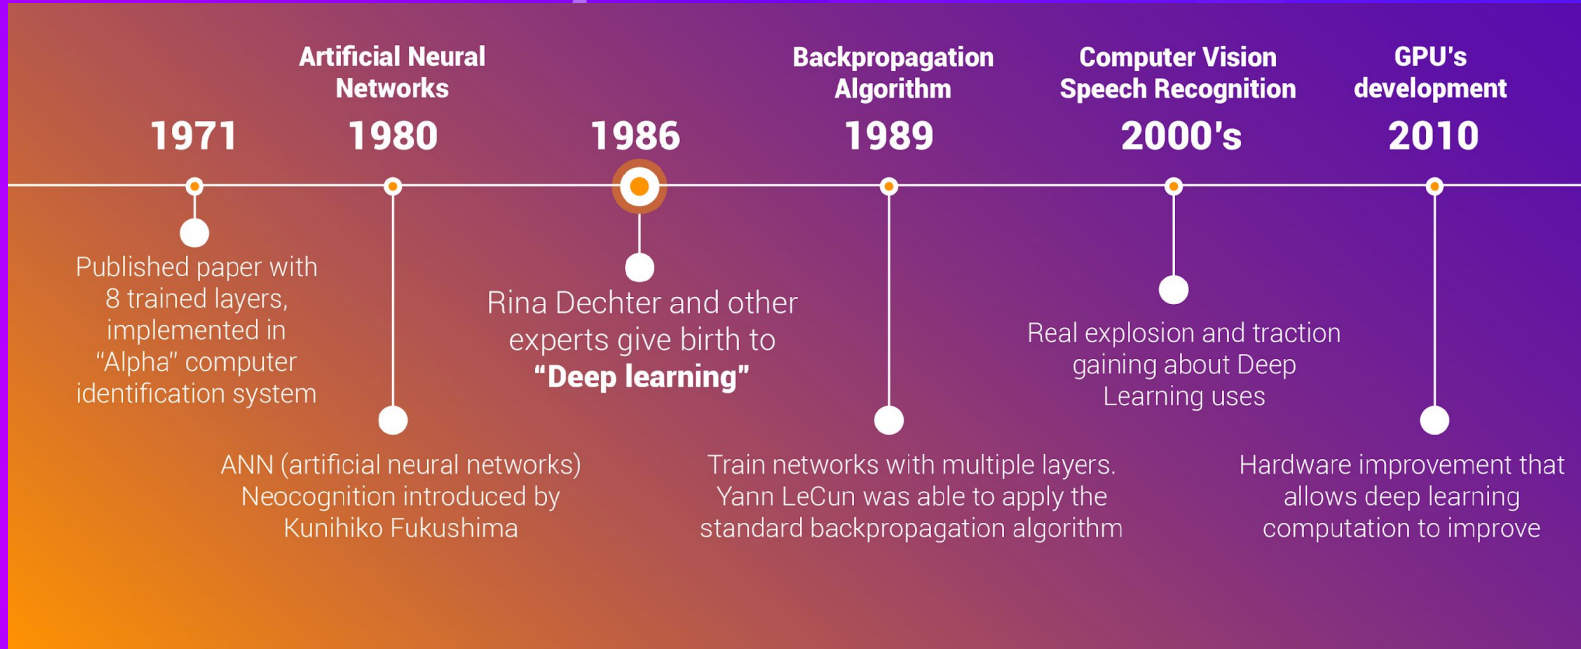 1971
Published paper with
8 trained layers,
implemented in
“Alpha” computer
identification system
Artificial Neural
Networks
1980
ANN (artificial neural networks)
Neocognition introduced by
Kunihiko Fukushima
1986
Rina Dechter and other
experts give birth to
“Deep learning”
Backpropagation
Algorithm
1989
Train networks with multiple layers.
Yann LeCun was able to apply the
standard backpropagation algorithm
Computer Vision
Speech Recognition
2000's
Real explosion and traction
gaining about Deep
Learning uses
GPU's
development
2010
Hardware improvement that
allows deep learning
computation to improve